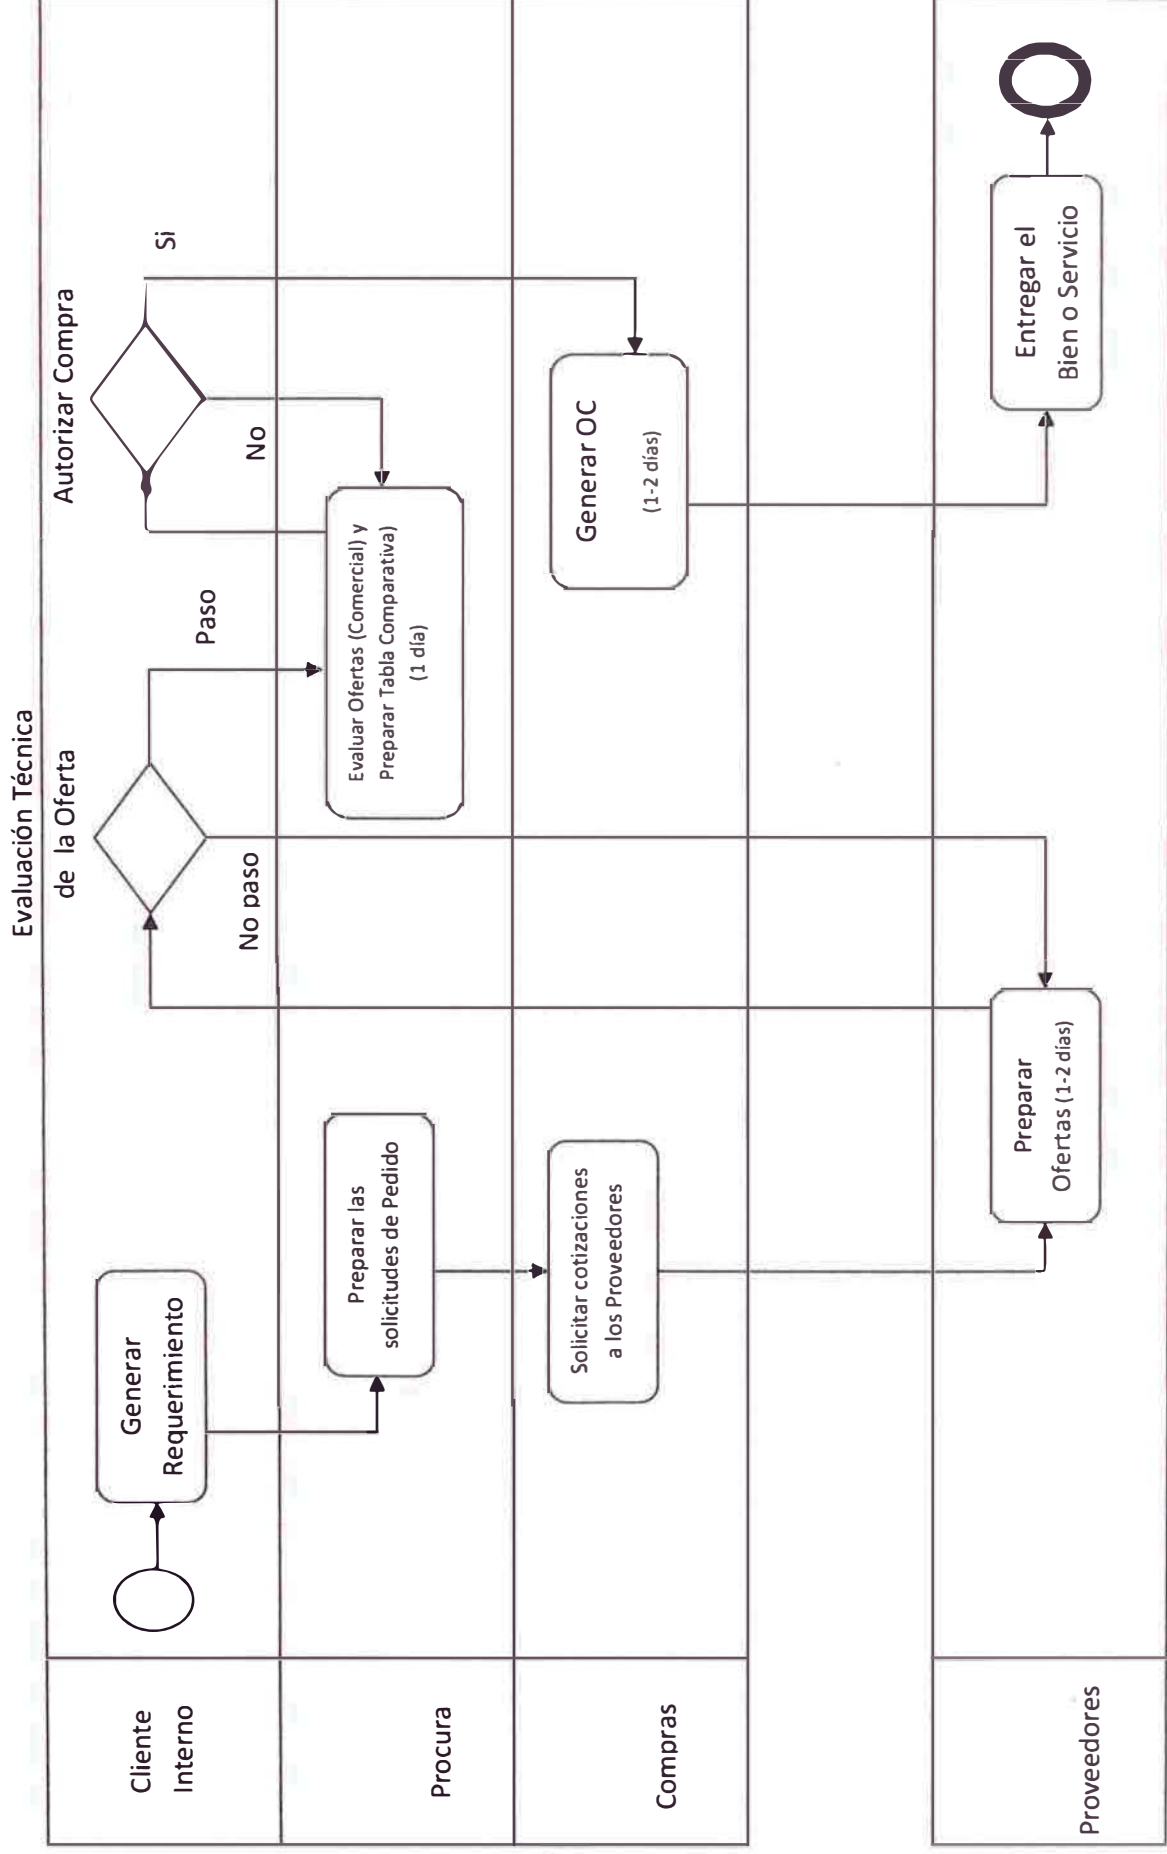 Evaluación Técnica
de la Oferta
Autorizar Compra
Cliente
Interno
Generar
Requerimiento
No paso
Paso
No
Si
Procura
Preparar las
solicitudes de Pedido
Evaluar Ofertas (Comercial) y
Preparar Tabla Comparativa)
(1 día)
Compras
Solicitar cotizaciones
a los Proveedores
Generar OC
(1-2 días)
Proveedores
Preparar
Ofertas (1-2 días)
Entregar el
Bien o Servicio